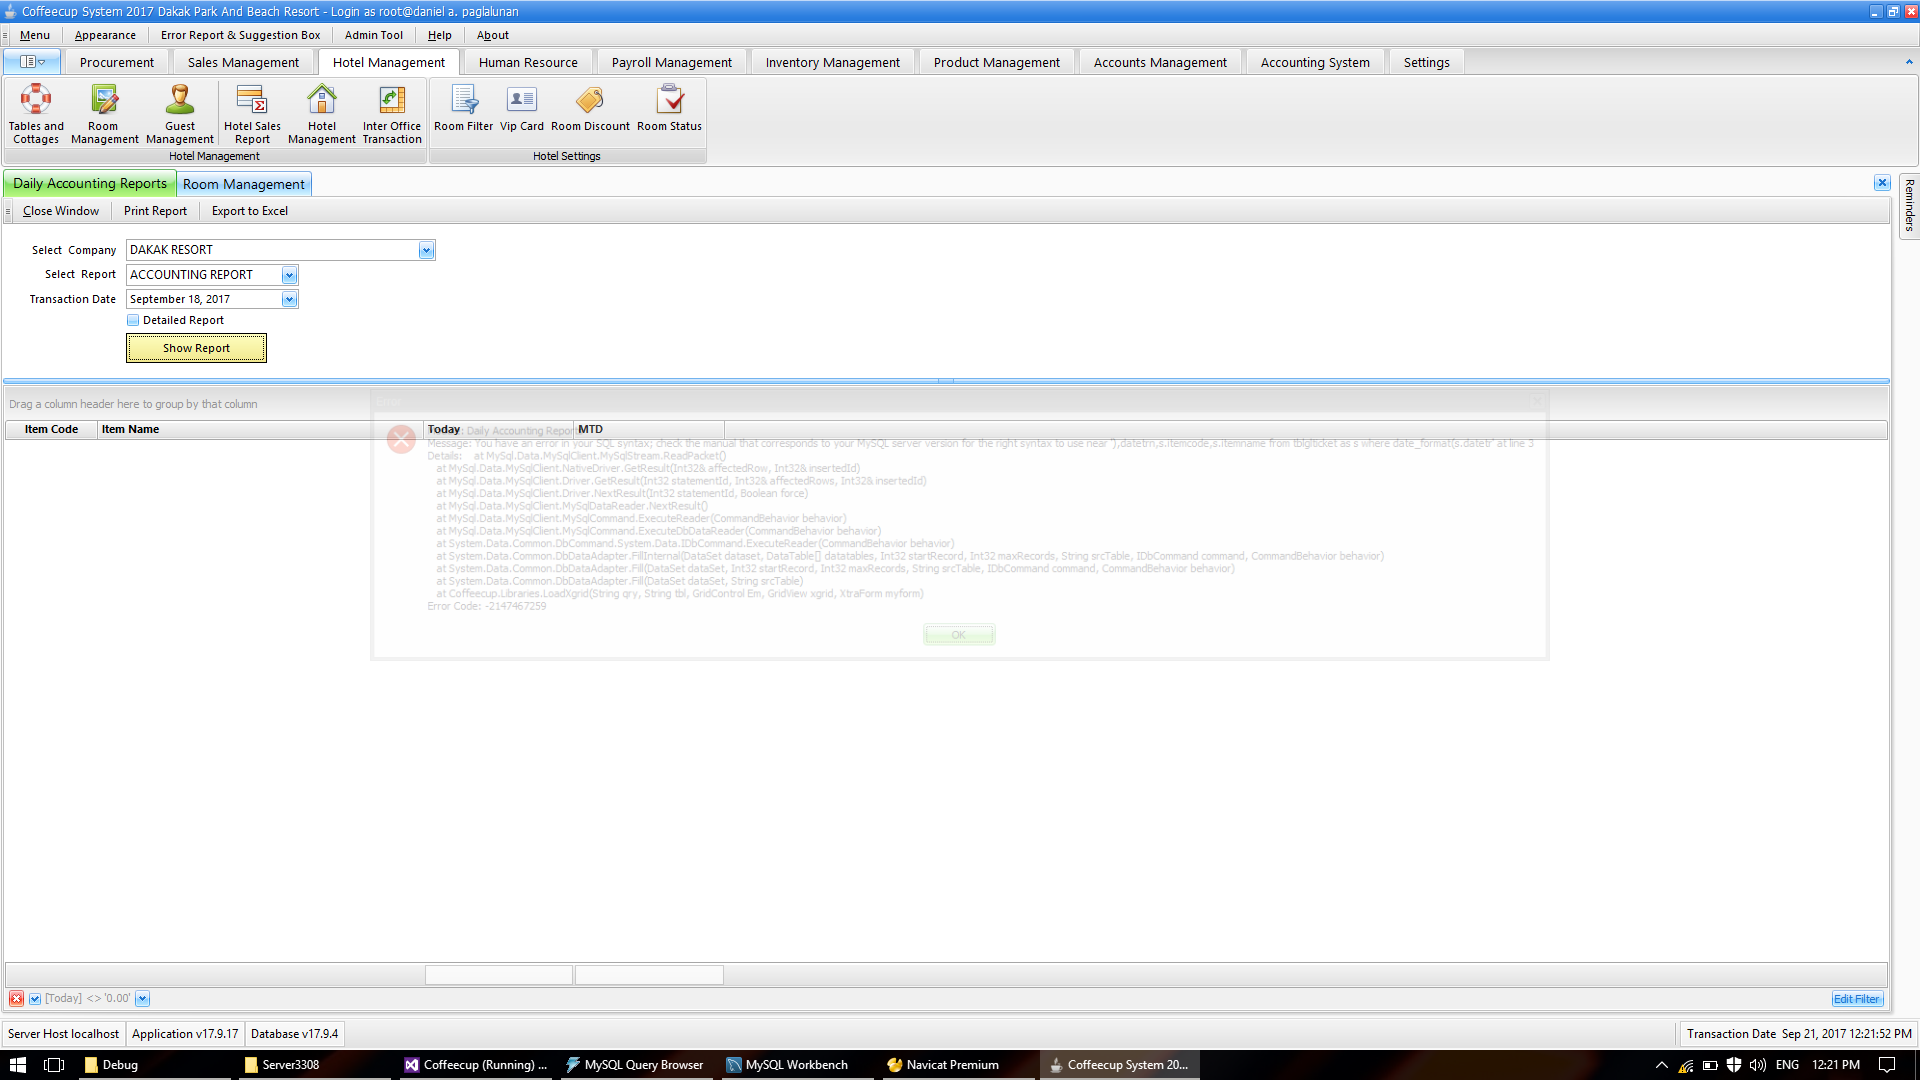 Coffeecup System 2017 Dakak Park And Beach Resort - Login as root@daniel a. paglalunan
Menu Appearance Error Report & Suggestion Box Admin Tool Help About
Procurement Sales Management Hotel Management Human Resource Payroll Management Inventory Management Product Management Accounts Management Accounting System Settings
Tables and Cottages
Room Management
Guest Management
Hotel Sales Report
Hotel Management
Inter Office Transaction
Room Filter Vip Card Room Discount Room Status
Hotel Management Hotel Settings
Daily Accounting Reports Room Management
Reminders
Close Window Print Report Export to Excel
Select Company DAKAK RESORT
Select Report ACCOUNTING REPORT
Transaction Date September 18, 2017
Detailed Report
Show Report
Drag a column header here to group by that column
Item Code Item Name Today MTD
: Daily Accounting Report
Message: You have an error in your SQL syntax; check the manual that corresponds to your MySQL server version for the right syntax to use near '),datetrn,s.itemcode,s.itemname from tblglticket as s where date_format(s.datetr' at line 3
Details: at MySql.Data.MySqlClient.MySqlStream.ReadPacket()
at MySql.Data.MySqlClient.NativeDriver.GetResult(Int32& affectedRow, Int32& insertedId)
at MySql.Data.MySqlClient.Driver.GetResult(Int32 statementId, Int32& affectedRows, Int32& insertedId)
at MySql.Data.MySqlClient.Driver.NextResult(Int32 statementId, Boolean force)
at MySql.Data.MySqlClient.MySqlDataReader.NextResult()
at MySql.Data.MySqlClient.MySqlCommand.ExecuteReader(CommandBehavior behavior)
at MySql.Data.MySqlClient.MySqlCommand.ExecuteDbDataReader(CommandBehavior behavior)
at System.Data.Common.DbCommand.System.Data.IDbCommand.ExecuteReader(CommandBehavior behavior)
at System.Data.Common.DbDataAdapter.FillInternal(DataSet dataset, DataTable[] datatables, Int32 startRecord, Int32 maxRecords, String srcTable, IDbCommand command, CommandBehavior behavior)
at System.Data.Common.DbDataAdapter.Fill(DataSet dataSet, Int32 startRecord, Int32 maxRecords, String srcTable, IDbCommand command, CommandBehavior behavior)
at System.Data.Common.DbDataAdapter.Fill(DataSet dataSet, String srcTable)
at Coffeecup.Libraries.LoadXgrid(String qry, String tbl, GridControl Em, GridView xgrid, XtraForm myform)
Error Code: -2147467259
OK
[Today] <> '0.00' Edit Filter
Server Host localhost Application v17.9.17 Database v17.9.4 Transaction Date Sep 21, 2017 12:21:52 PM
Debug Server3308 Coffeecup (Running) ... MySQL Query Browser MySQL Workbench Navicat Premium Coffeecup System 20... ENG 12:21 PM